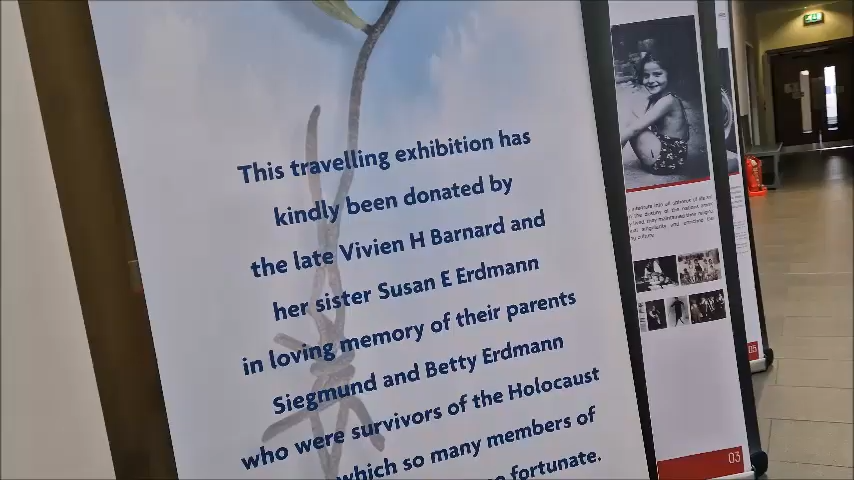 This travelling exhibition has
kindly been donated by
the late Vivien H Barnard and
her sister Susan E Erdmann
in loving memory of their parents
Siegmund and Betty Erdmann
who were survivors of the Holocaust
which so many members of
fortunate.
03
05